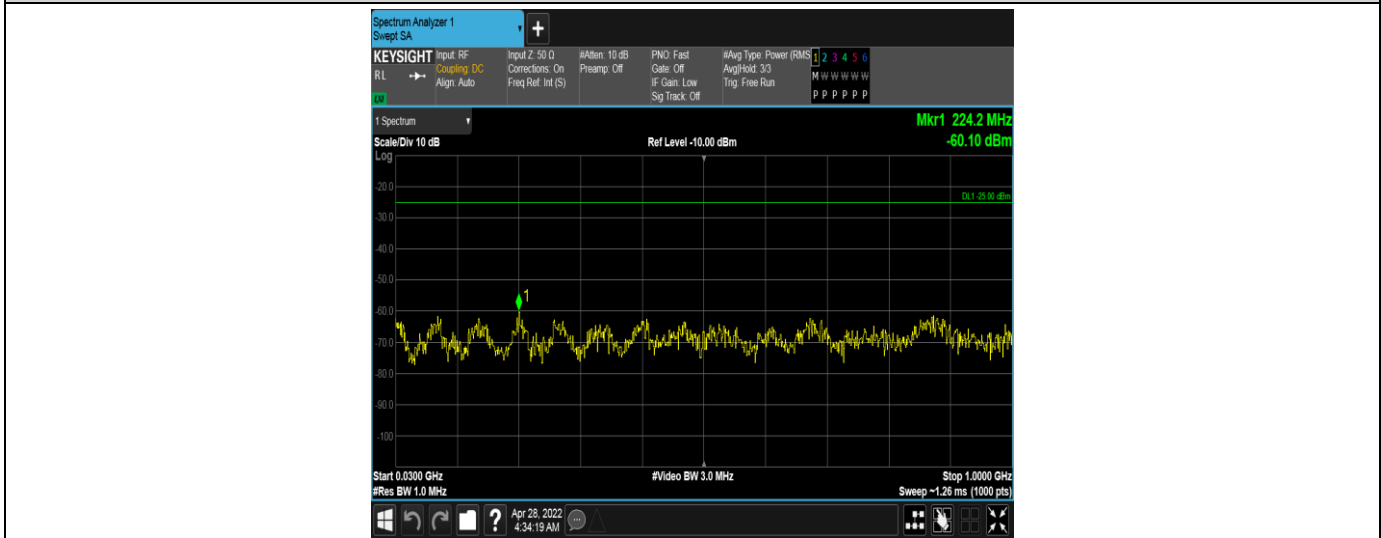 Spectrum Analyzer 1
Swept SA
+
KEYSIGHT
RL
Input: RF
Coupling: DC
Align: Auto
Input Z: 50 Ω
Corrections: On
Freq Ref: Int (S)
#Atten: 10 dB
Preamp: Off
PNO: Fast
Gate: Off
IF Gain: Low
Sig Track: Off
#Avg Type: Power (RMS
Avg|Hold: 3/3
Trig: Free Run
1 2 3 4 5 6
M W W W W W
P P P P P P
1 Spectrum
Mkr1 224.2 MHz
Scale/Div 10 dB
Ref Level -10.00 dBm
-60.10 dBm
Log
-20.0
DL1 -25.00 dBm
-30.0
-40.0
-50.0
1
-60.0
-70.0
-80.0
-90.0
-100
Start 0.0300 GHz
#Video BW 3.0 MHz
Stop 1.0000 GHz
#Res BW 1.0 MHz
Sweep ~1.26 ms (1000 pts)
?
Apr 28, 2022
4:34:19 AM